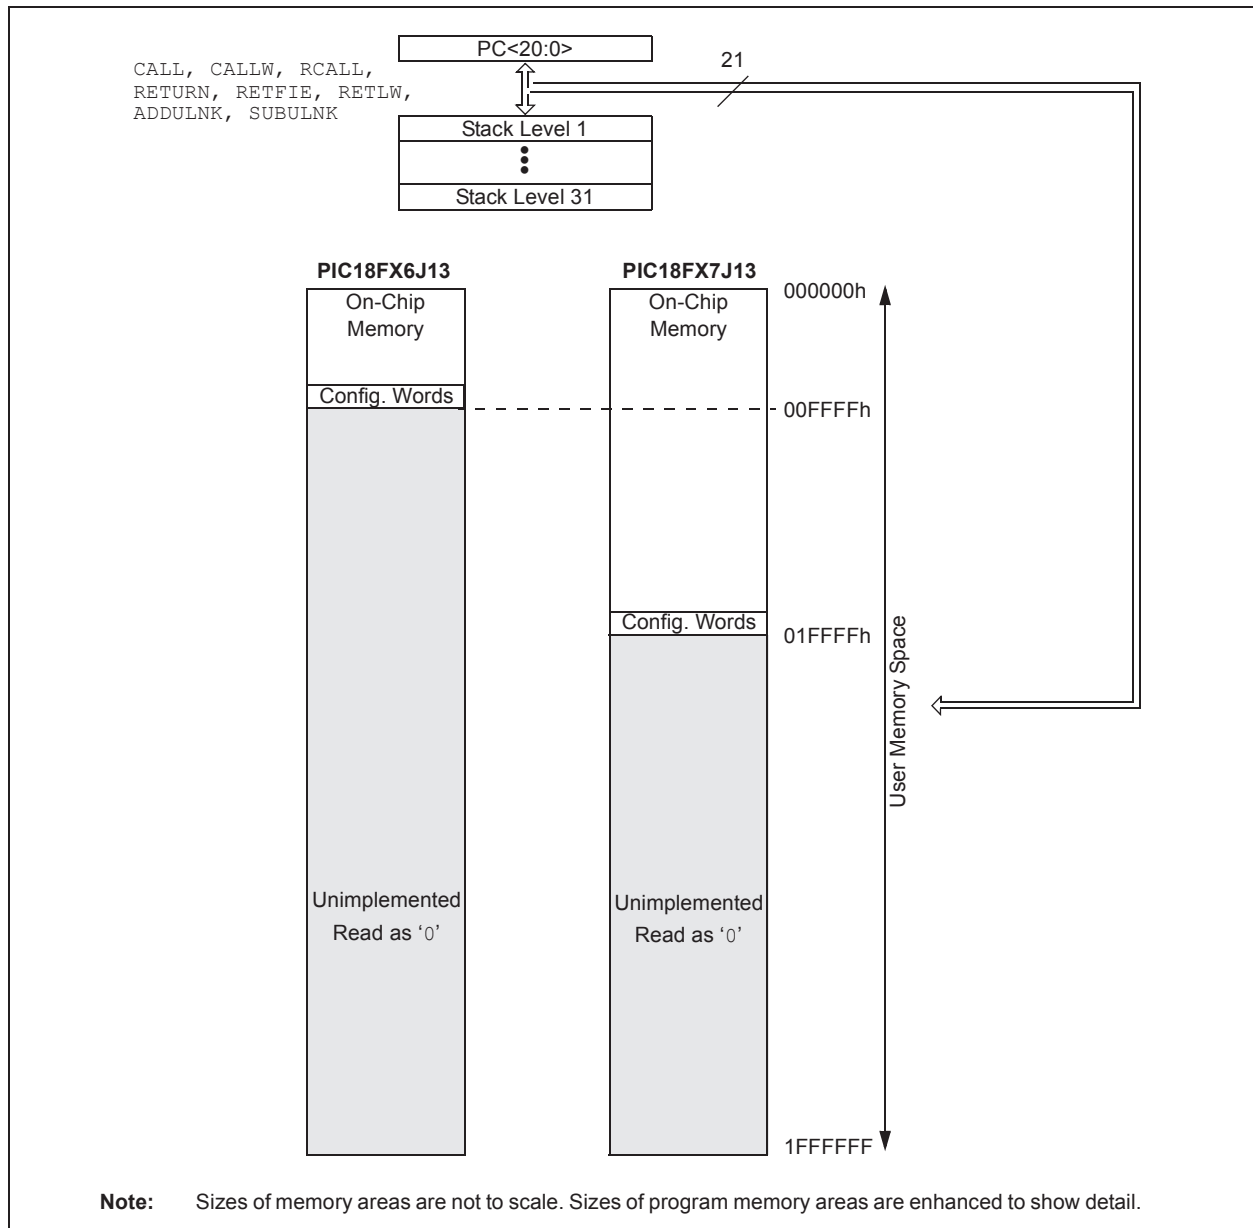 PC<20:0>
21
CALL, CALLW, RCALL,
RETURN, RETFIE, RETLW,
ADDULNK, SUBULNK
Stack Level 1
Stack Level 31
PIC18FX6J13
PIC18FX7J13
On-Chip
Memory
On-Chip
Memory
000000h
Config. Words
00FFFFh
Config. Words
01FFFFh
User Memory Space
Unimplemented
Read as ‘0’
Unimplemented
Read as ‘0’
1FFFFFF
Note: Sizes of memory areas are not to scale. Sizes of program memory areas are enhanced to show detail.